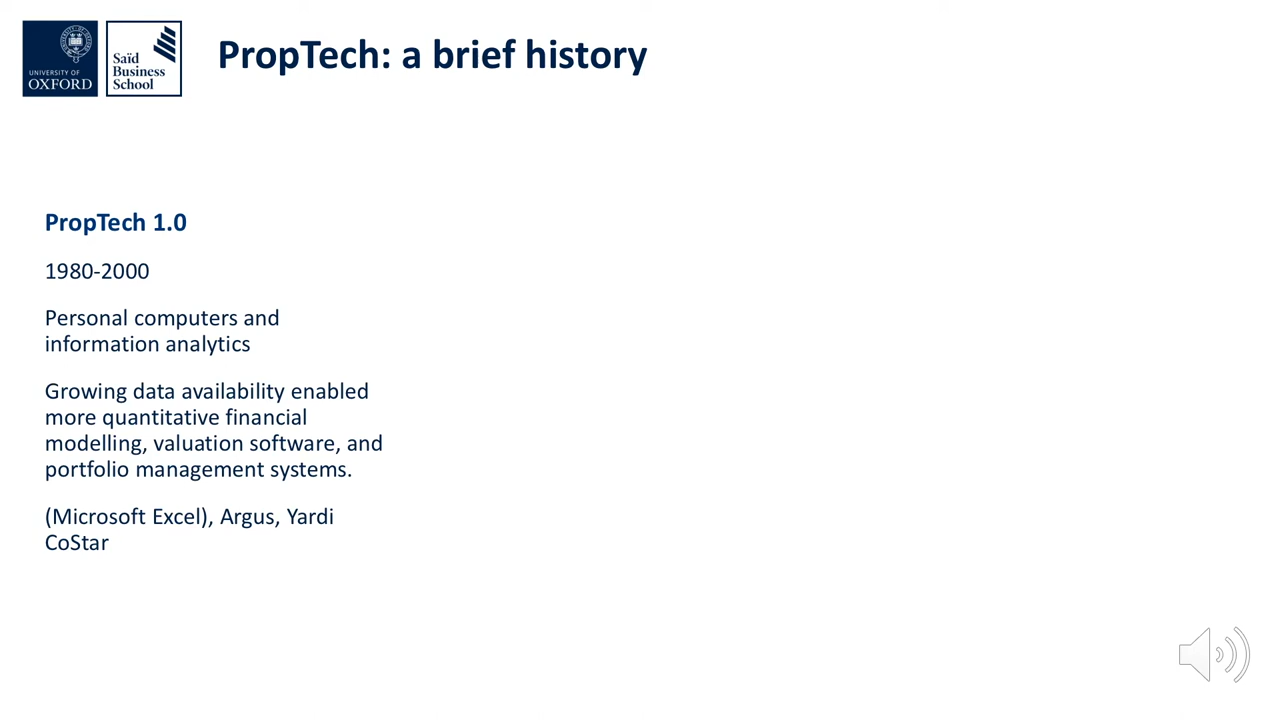 UNIVERSITY OF
OXFORD
Saïd
Business
School
PropTech: a brief history
PropTech 1.0
1980-2000
Personal computers and
information analytics
Growing data availability enabled
more quantitative financial
modelling, valuation software, and
portfolio management systems.
(Microsoft Excel), Argus, Yardi
CoStar